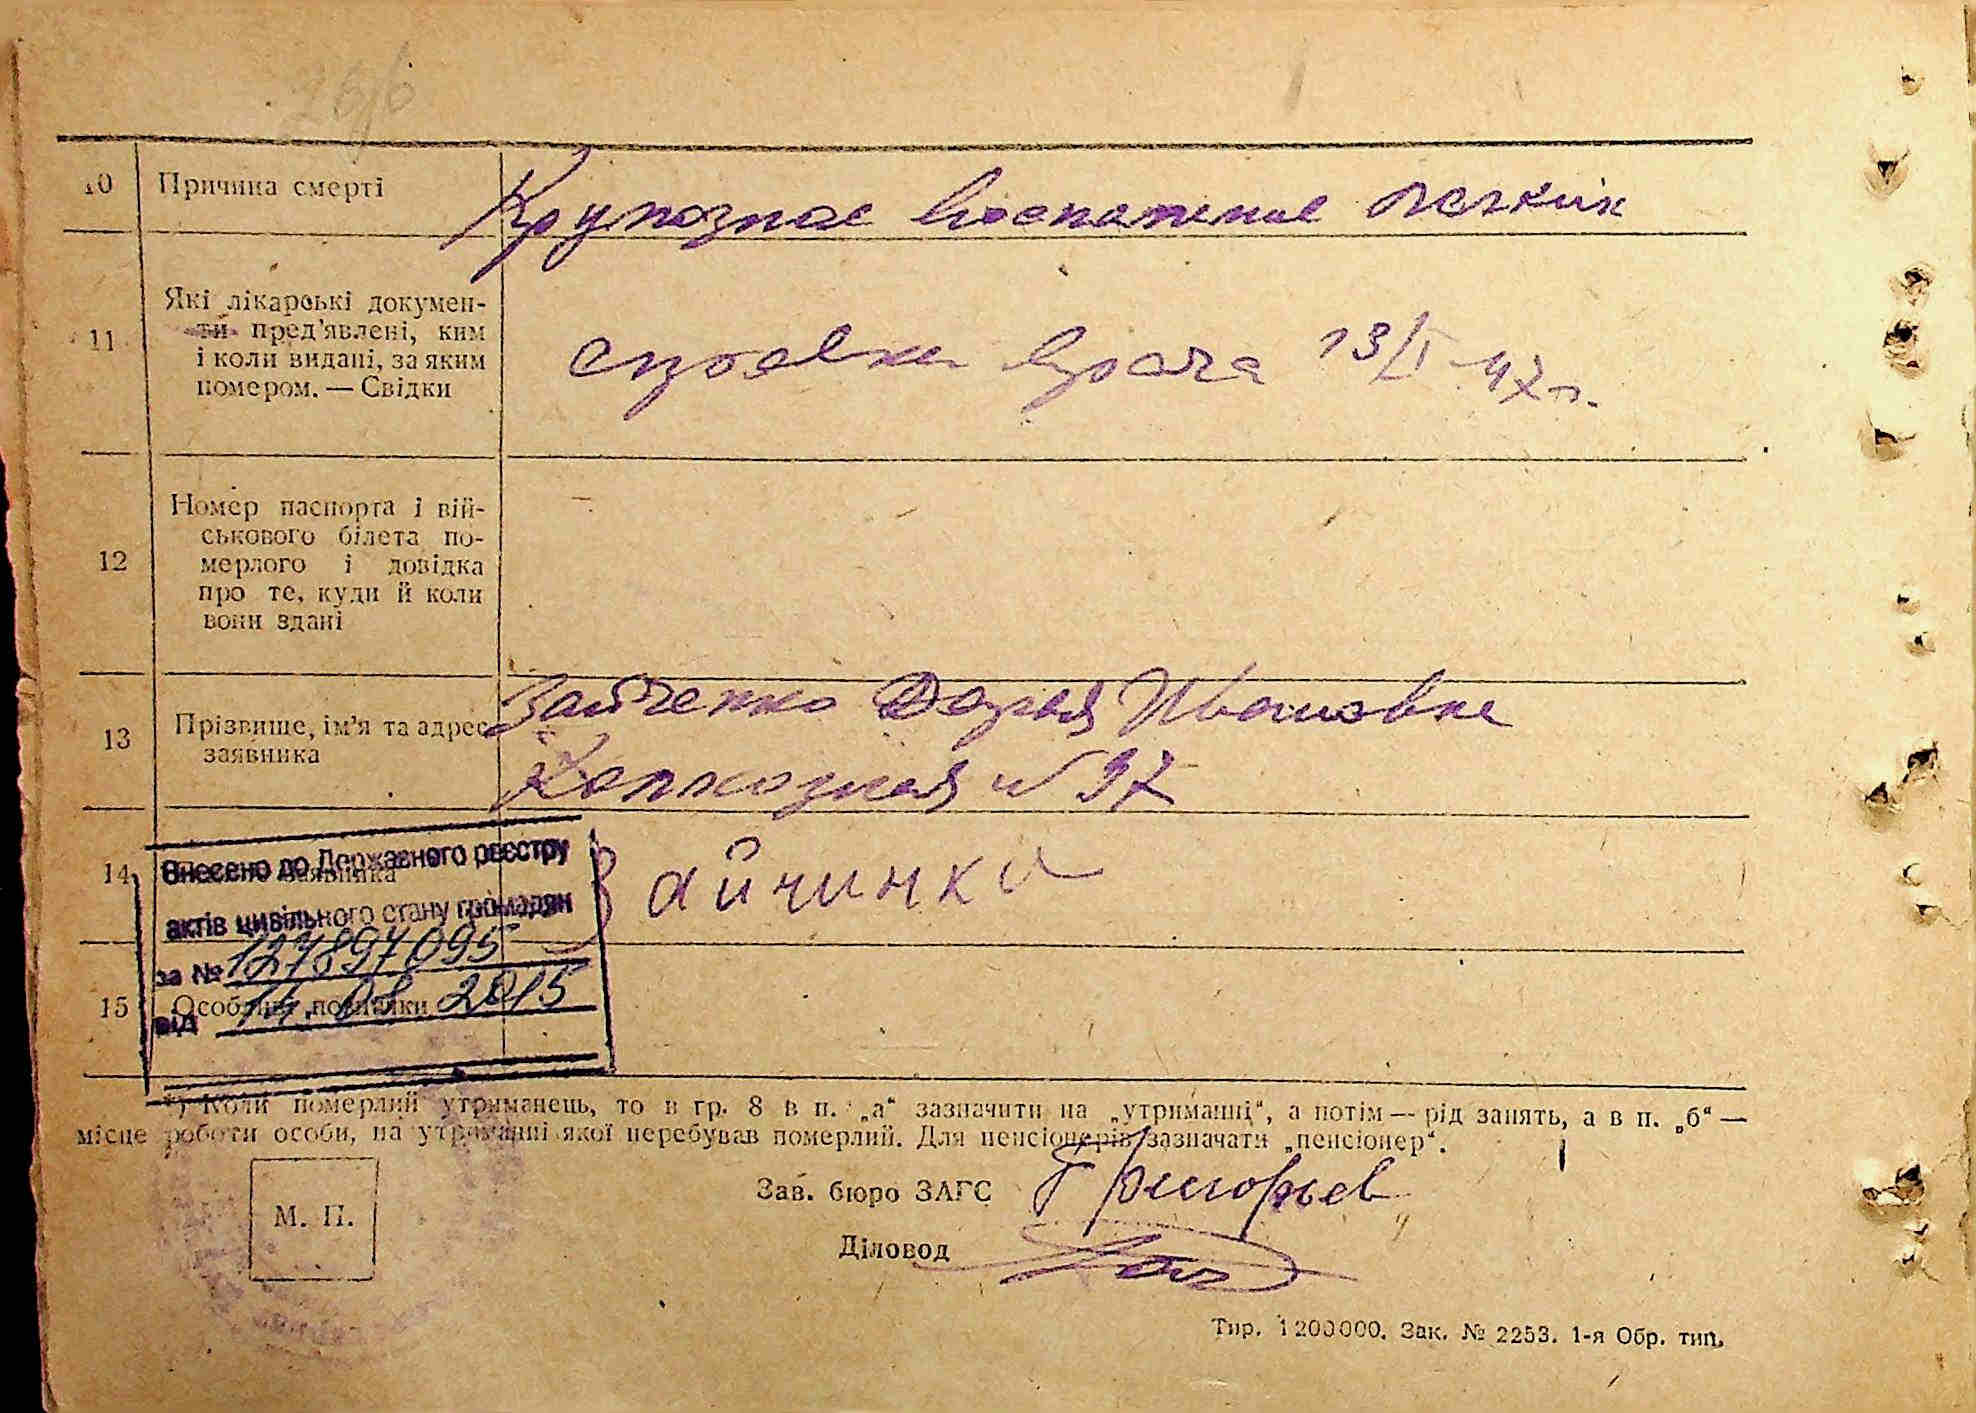 10 Причина смерті Крупозное воспаление легких
11 Які лікарські докумен-
ти пред'явлені, ким
і коли видані, за яким
номером. — Свідки
справка врача 13/I-47 г.
12 Номер паспорта і вій-
ськового білета по-
мерлого і довідка
про те, куди й коли
вони здані
13 Прізвище, ім'я та адрес
заявника
Зайченко Дарья Ивановна
Колхозная № 37
14 заявника
Зайчинка
Внесено до Державного реєстру
актів цивільного стану громадян
за № 127897095
від 14.08.2015
15 Особливі помітки
*) Коли померлий утриманець, то в гр. 8 в п. „а“ зазначити на „утриманні“, а потім — рід занять, а в п. „б“ —
місце роботи особи, на утриманні якої перебував померлий. Для пенсіонерів зазначати „пенсіонер“.
М. П.
Зав. бюро ЗАГС Григорьев
Діловод
Тир. 1200000. Зак. № 2253. 1-я Обр. тип.